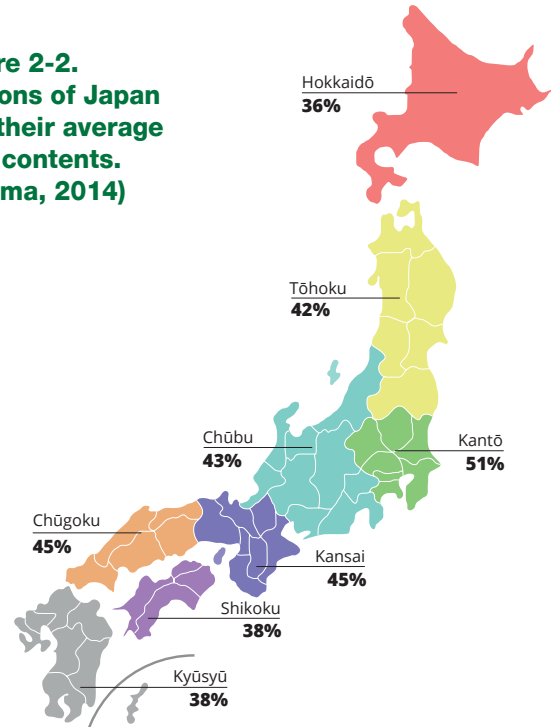 re 2-2.
ons of Japan
their average
contents.
ma, 2014)
Hokkaidō
36%
Tōhoku
42%
Chūbu
43%
Kantō
51%
Chūgoku
45%
Kansai
45%
Shikoku
38%
Kyūsyū
38%